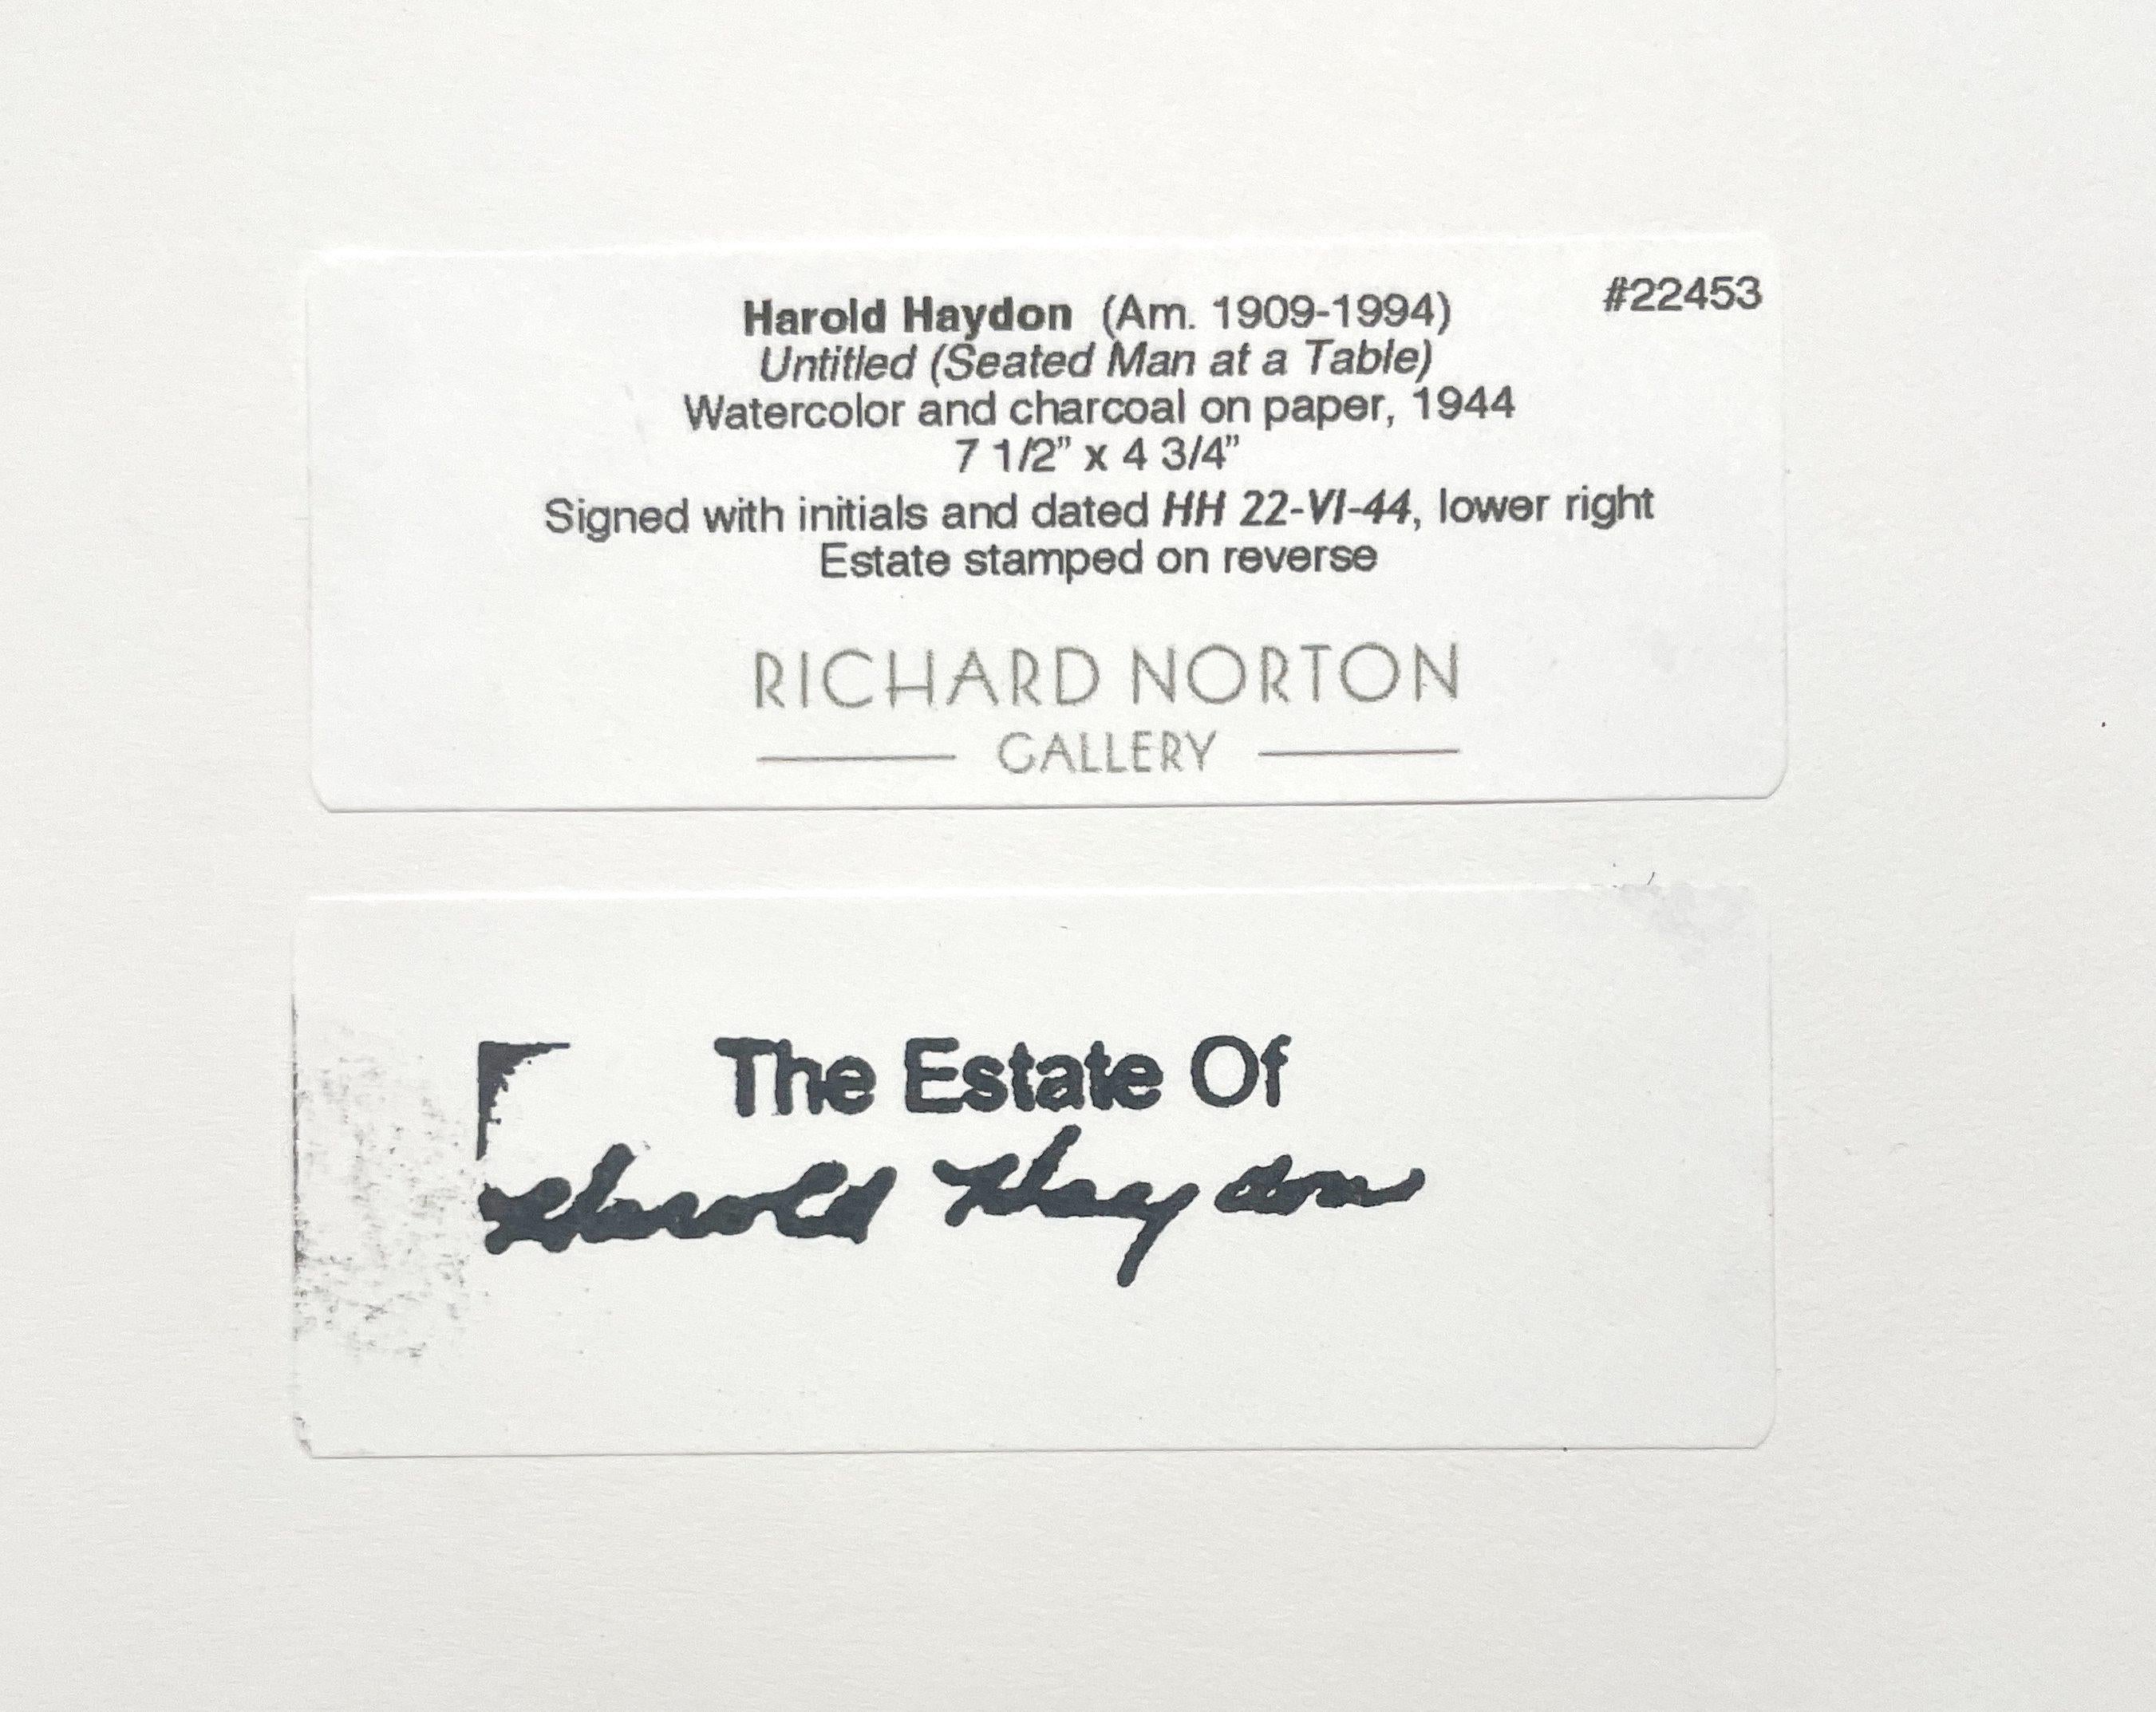 #22453
Harold Haydon (Am. 1909-1994)
Untitled (Seated Man at a Table)
Watercolor and charcoal on paper, 1944
7 1/2” x 4 3/4”
Signed with initials and dated HH 22-VI-44, lower right
Estate stamped on reverse
RICHARD NORTON
GALLERY
The Estate Of
Harold Haydon